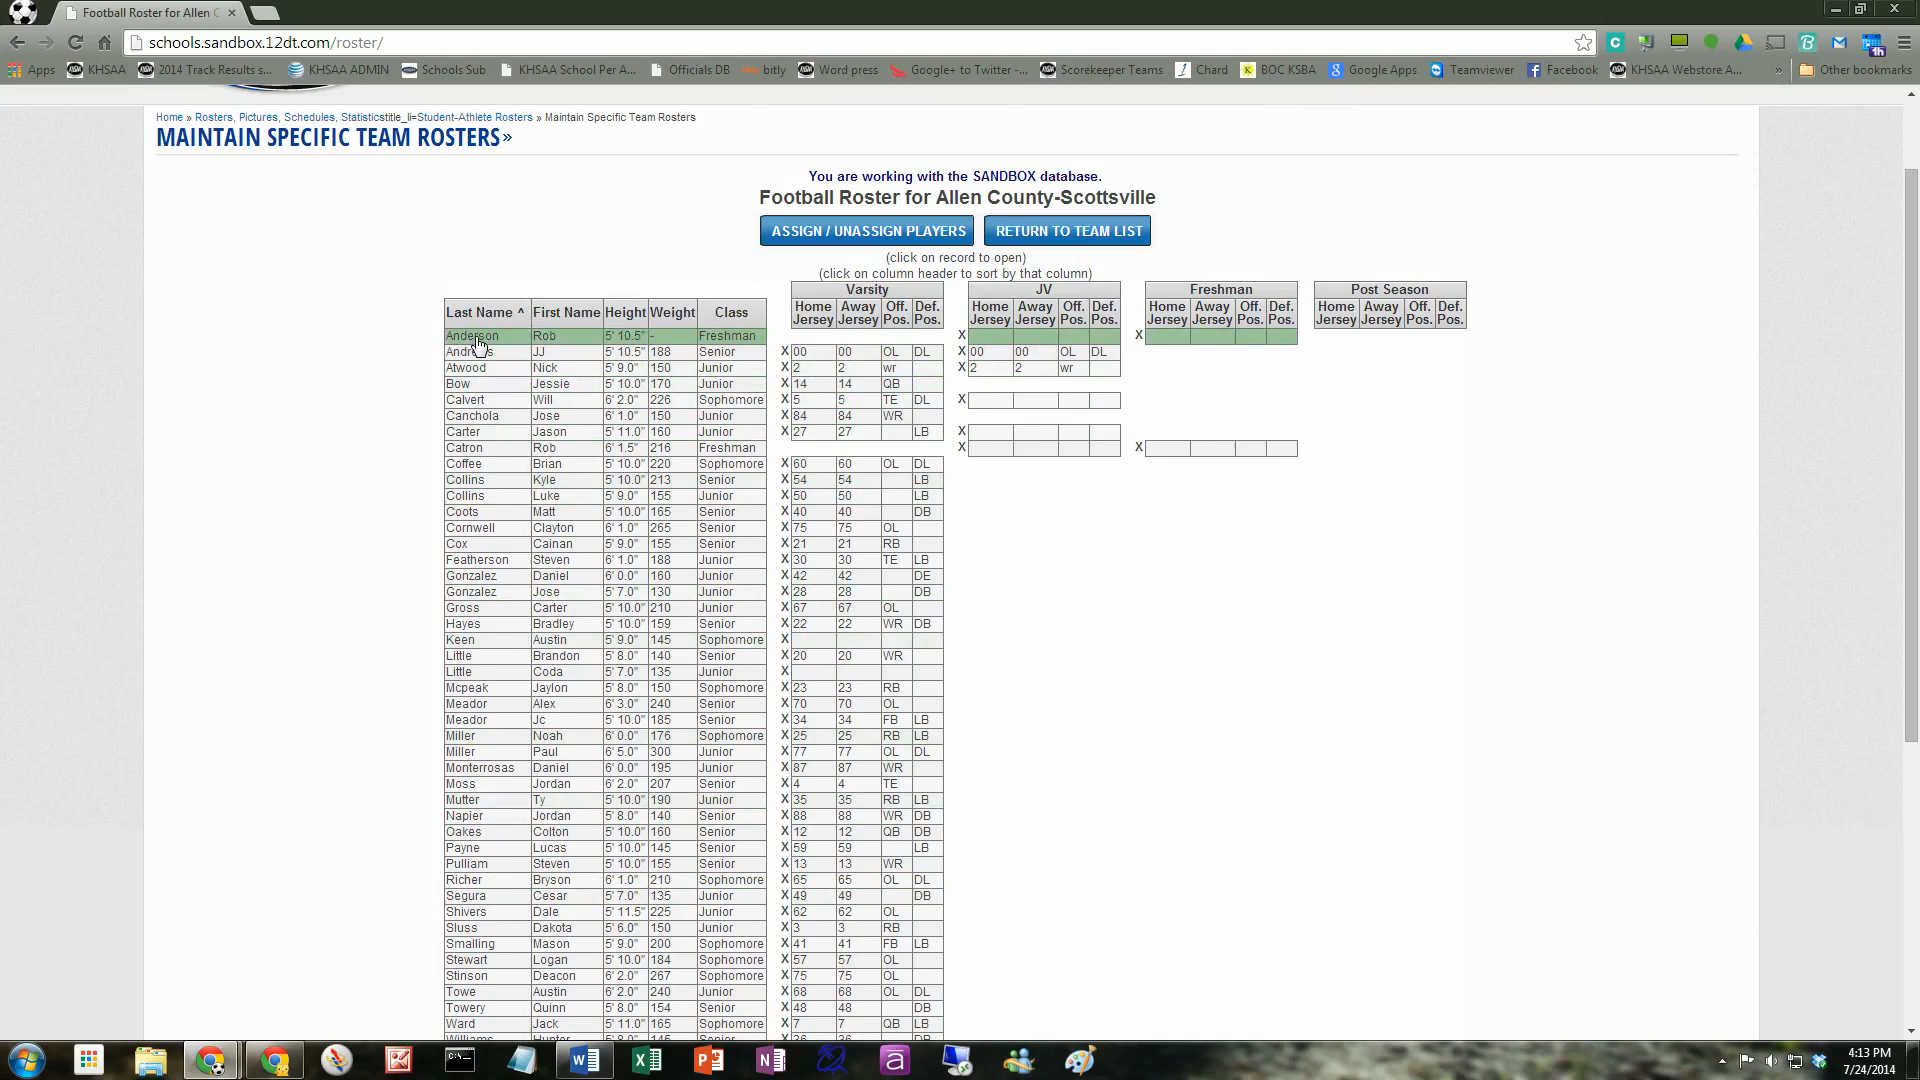 Football Roster for Allen C
schools.sandbox.12dt.com/roster/
Apps KHSAA 2014 Track Results s... KHSAA ADMIN Schools Sub KHSAA School Per A... Officials DB bitly Word press Google+ to Twitter -... Scorekeeper Teams Chard BOC KSBA Google Apps Teamviewer Facebook KHSAA Webstore A... » Other bookmarks
Home » Rosters, Pictures, Schedules, Statisticstitle_li=Student-Athlete Rosters » Maintain Specific Team Rosters
MAINTAIN SPECIFIC TEAM ROSTERS»
You are working with the SANDBOX database.
Football Roster for Allen County-Scottsville
ASSIGN / UNASSIGN PLAYERS RETURN TO TEAM LIST
(click on record to open)
(click on column header to sort by that column)
Varsity JV Freshman Post Season
Last Name ^ First Name Height Weight Class Home Jersey Away Jersey Off. Pos. Def. Pos. Home Jersey Away Jersey Off. Pos. Def. Pos. Home Jersey Away Jersey Off. Pos. Def. Pos. Home Jersey Away Jersey Off. Pos. Def. Pos.
Anderson Rob 5' 10.5" - Freshman X X
Andrews JJ 5' 10.5" 188 Senior X 00 00 OL DL X 00 00 OL DL
Atwood Nick 5' 9.0" 150 Junior X 2 2 wr X 2 2 wr
Bow Jessie 5' 10.0" 170 Junior X 14 14 QB
Calvert Will 6' 2.0" 226 Sophomore X 5 5 TE DL X
Canchola Jose 6' 1.0" 150 Junior X 84 84 WR
Carter Jason 5' 11.0" 160 Junior X 27 27 LB X
Catron Rob 6' 1.5" 216 Freshman X X
Coffee Brian 5' 10.0" 220 Sophomore X 60 60 OL DL
Collins Kyle 5' 10.0" 213 Senior X 54 54 LB
Collins Luke 5' 9.0" 155 Junior X 50 50 LB
Coots Matt 5' 10.0" 165 Senior X 40 40 DB
Cornwell Clayton 6' 1.0" 265 Senior X 75 75 OL
Cox Cainan 5' 9.0" 155 Senior X 21 21 RB
Featherson Steven 6' 1.0" 188 Junior X 30 30 TE LB
Gonzalez Daniel 6' 0.0" 160 Junior X 42 42 DE
Gonzalez Jose 5' 7.0" 130 Junior X 28 28 DB
Gross Carter 5' 10.0" 210 Junior X 67 67 OL
Hayes Bradley 5' 10.0" 159 Senior X 22 22 WR DB
Keen Austin 5' 9.0" 145 Sophomore X
Little Brandon 5' 8.0" 140 Senior X 20 20 WR
Little Coda 5' 7.0" 135 Junior X
Mcpeak Jaylon 5' 8.0" 150 Sophomore X 23 23 RB
Meador Alex 6' 3.0" 240 Senior X 70 70 OL
Meador Jc 5' 10.0" 185 Senior X 34 34 FB LB
Miller Noah 6' 0.0" 176 Sophomore X 25 25 RB LB
Miller Paul 6' 5.0" 300 Junior X 77 77 OL DL
Monterrosas Daniel 6' 0.0" 195 Junior X 87 87 WR
Moss Jordan 6' 2.0" 207 Senior X 4 4 TE
Mutter Ty 5' 10.0" 190 Junior X 35 35 RB LB
Napier Jordan 5' 8.0" 140 Senior X 88 88 WR DB
Oakes Colton 5' 10.0" 160 Senior X 12 12 QB DB
Payne Lucas 5' 10.0" 145 Senior X 59 59 LB
Pulliam Steven 5' 10.0" 155 Senior X 13 13 WR
Richer Bryson 6' 1.0" 210 Sophomore X 65 65 OL DL
Segura Cesar 5' 7.0" 135 Junior X 49 49 DB
Shivers Dale 5' 11.5" 225 Junior X 62 62 OL
Sluss Dakota 5' 6.0" 150 Junior X 3 3 RB
Smalling Mason 5' 9.0" 200 Sophomore X 41 41 FB LB
Stewart Logan 5' 10.0" 184 Sophomore X 57 57 OL
Stinson Deacon 6' 2.0" 267 Sophomore X 75 75 OL
Towe Austin 6' 2.0" 240 Junior X 68 68 OL DL
Towery Quinn 5' 8.0" 154 Senior X 48 48 DB
Ward Jack 5' 11.0" 165 Sophomore X 7 7 QB LB
Williams Hunter 5' 8.0" 145 Senior X 36 36 DB
4:13 PM
7/24/2014